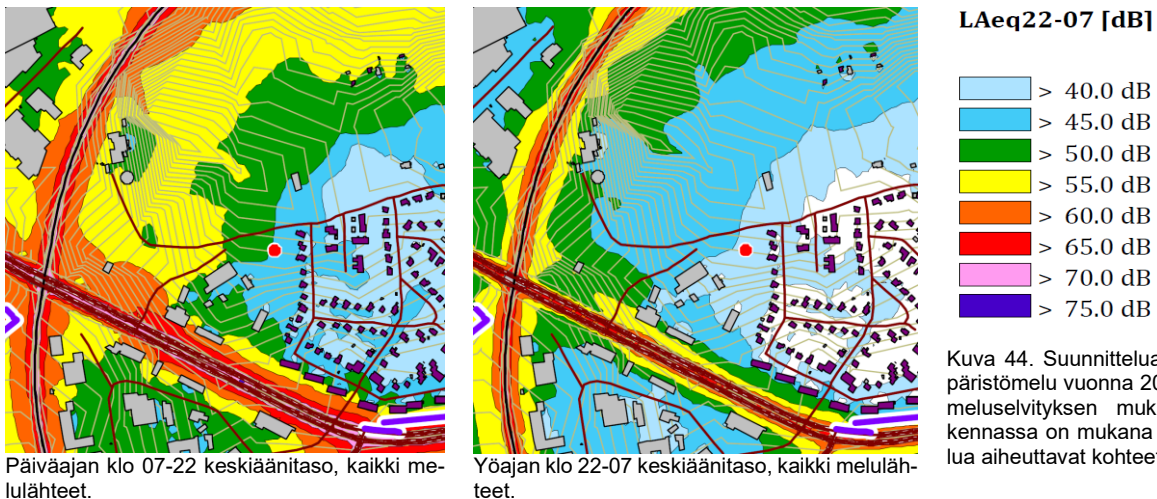 LAeq22-07 [dB]
> 40.0 dB
> 45.0 dB
> 50.0 dB
> 55.0 dB
> 60.0 dB
> 65.0 dB
> 70.0 dB
> 75.0 dB
Kuva 44. Suunnittelua
päristömelu vuonna 20
meluselvityksen muk
kennassa on mukana
lua aiheuttavat kohteet
Päiväajan klo 07-22 keskiäänitaso, kaikki me-
lulähteet.
Yöajan klo 22-07 keskiäänitaso, kaikki meluläh-
teet.